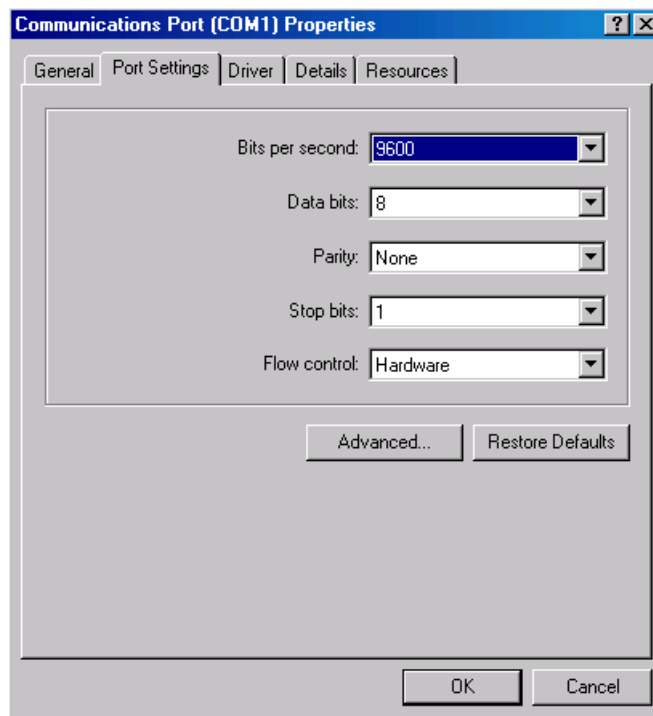 Communications Port (COM1) Properties
General Port Settings Driver Details Resources
Bits per second: 9600
Data bits: 8
Parity: None
Stop bits: 1
Flow control: Hardware
Advanced... Restore Defaults
OK Cancel